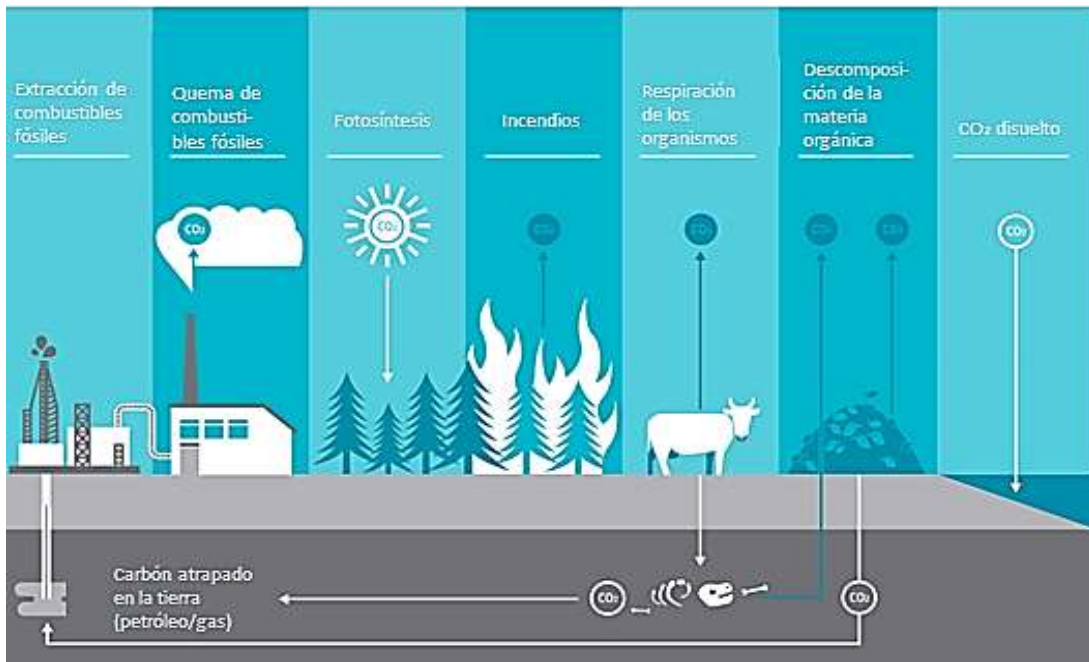 Extracción de
combustibles
fósiles
Quema de
combusti-
bles fósiles
Fotosíntesis
Incendios
Respiración
de los
organismos
Descomposi-
ción de la
materia
orgánica
CO₂ disuelto
CO₂
CO₂
CO₂
CO₂
CO₂
CO₂
CO₂
Carbón atrapado
en la tierra
(petróleo/gas)
CO₂
CO₂